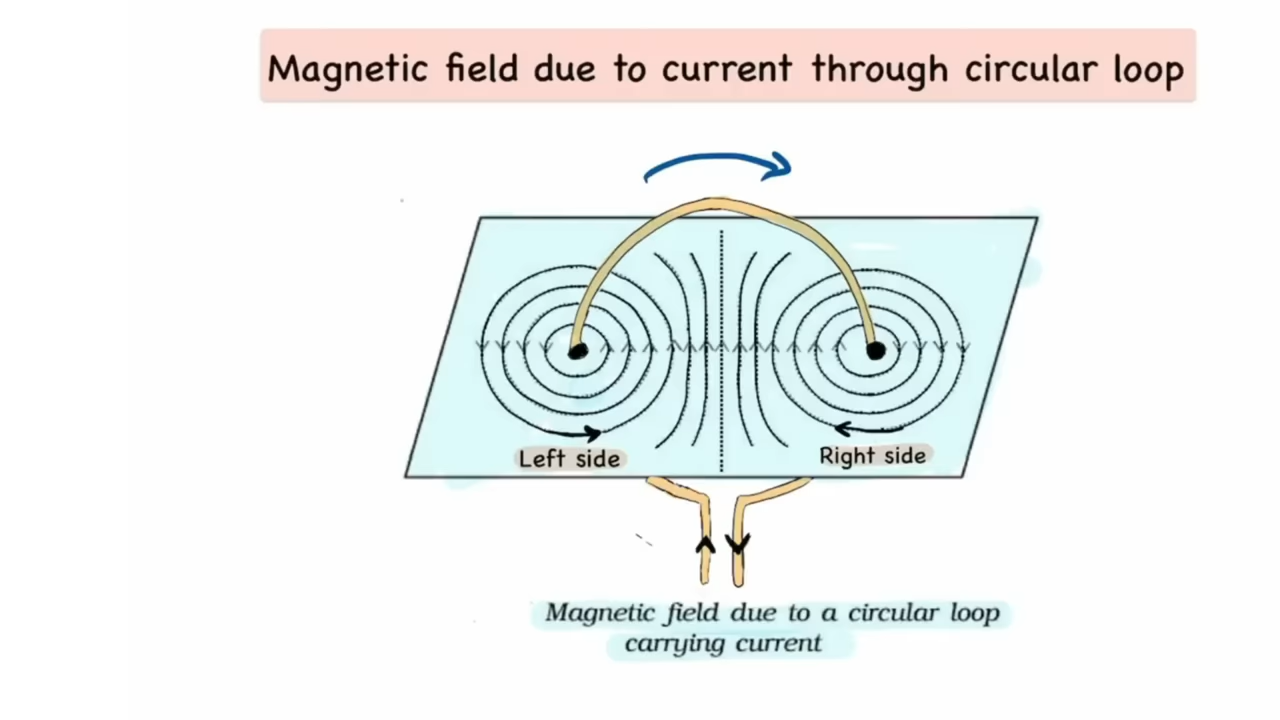 Magnetic field due to current through circular loop
Left side
Right side
Magnetic field due to a circular loop
carrying current